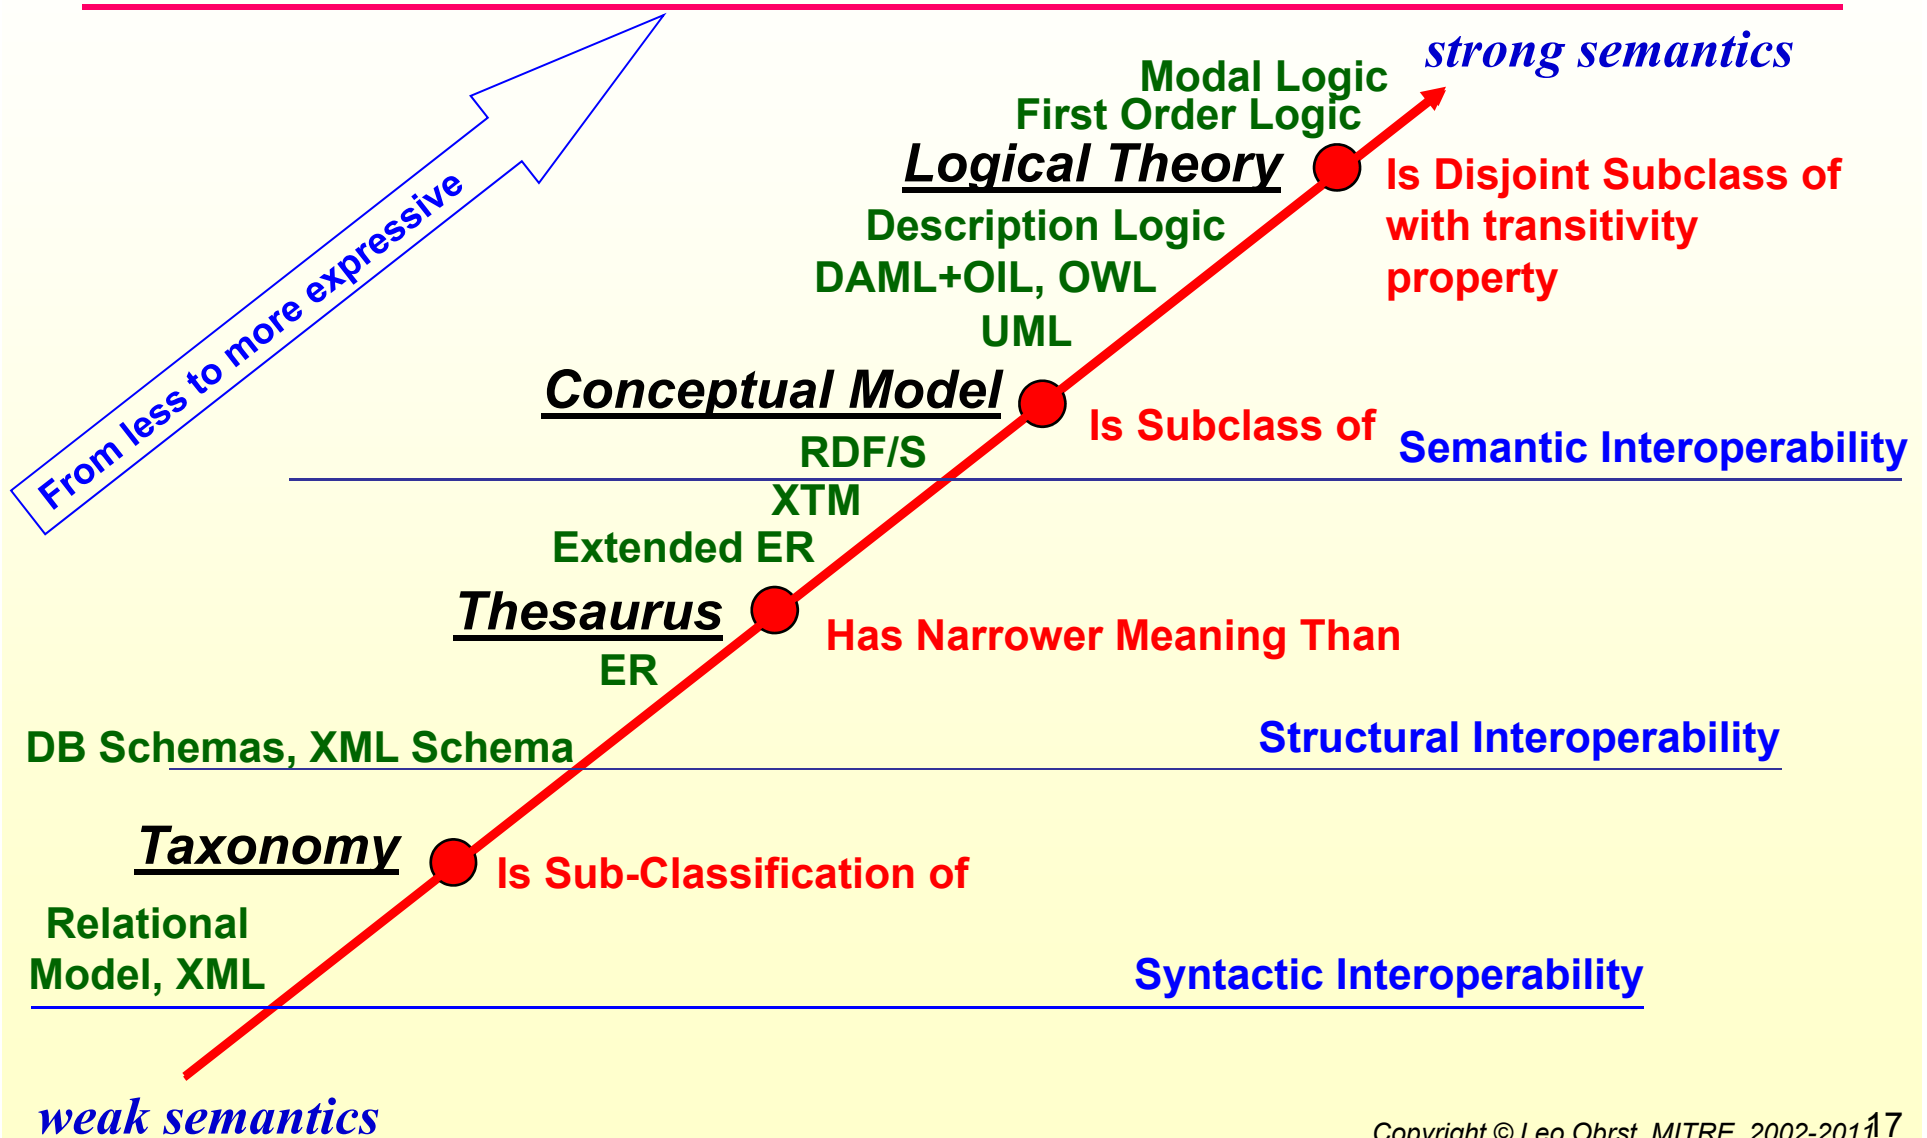 strong semantics
Modal Logic
First Order Logic
Logical Theory
Is Disjoint Subclass of
with transitivity
property
Description Logic
DAML+OIL, OWL
UML
From less to more expressive
Conceptual Model
Is Subclass of
Semantic Interoperability
RDF/S
XTM
Extended ER
Thesaurus
Has Narrower Meaning Than
ER
Structural Interoperability
DB Schemas, XML Schema
Taxonomy
Is Sub-Classification of
Relational
Model, XML
Syntactic Interoperability
weak semantics
Copyright © Leo Obrst, MITRE, 2002-2011
17